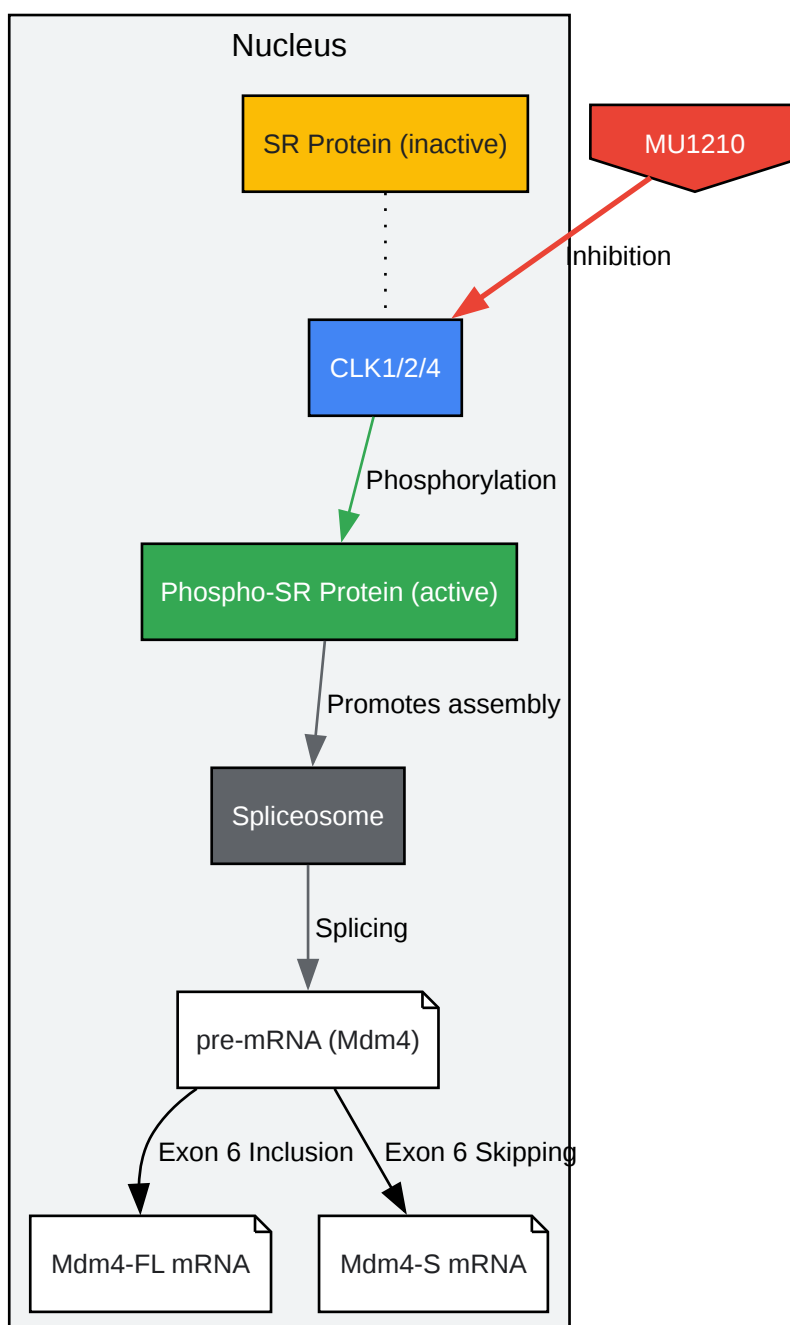 Nucleus
SR Protein (inactive)
MU1210
Inhibition
CLK1/2/4
Phosphorylation
Phospho-SR Protein (active)
Promotes assembly
Spliceosome
Splicing
pre-mRNA (Mdm4)
Exon 6 Inclusion
Exon 6 Skipping
Mdm4-FL mRNA
Mdm4-S mRNA